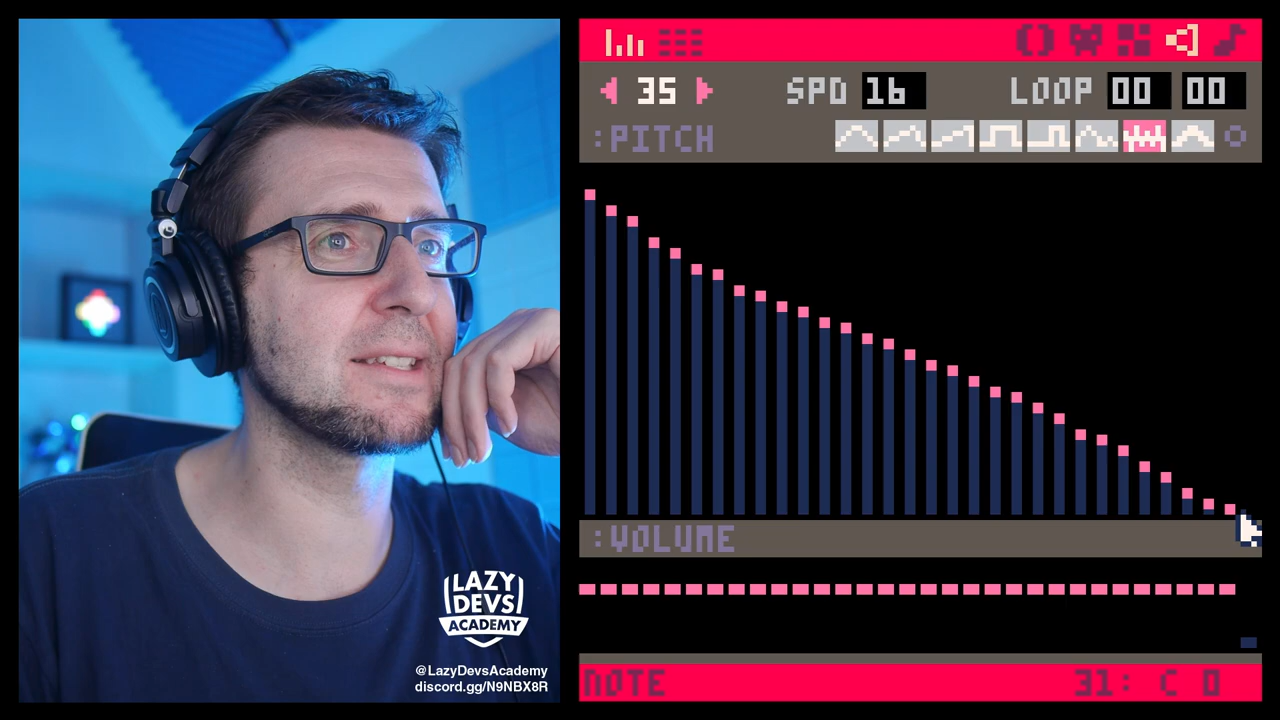 35 SPD 16 LOOP 00 00
:PITCH
:VOLUME
LAZY
DEVS
ACADEMY
@LazyDevsAcademy
discord.gg/N9NBX8R
NOTE 31: C 0